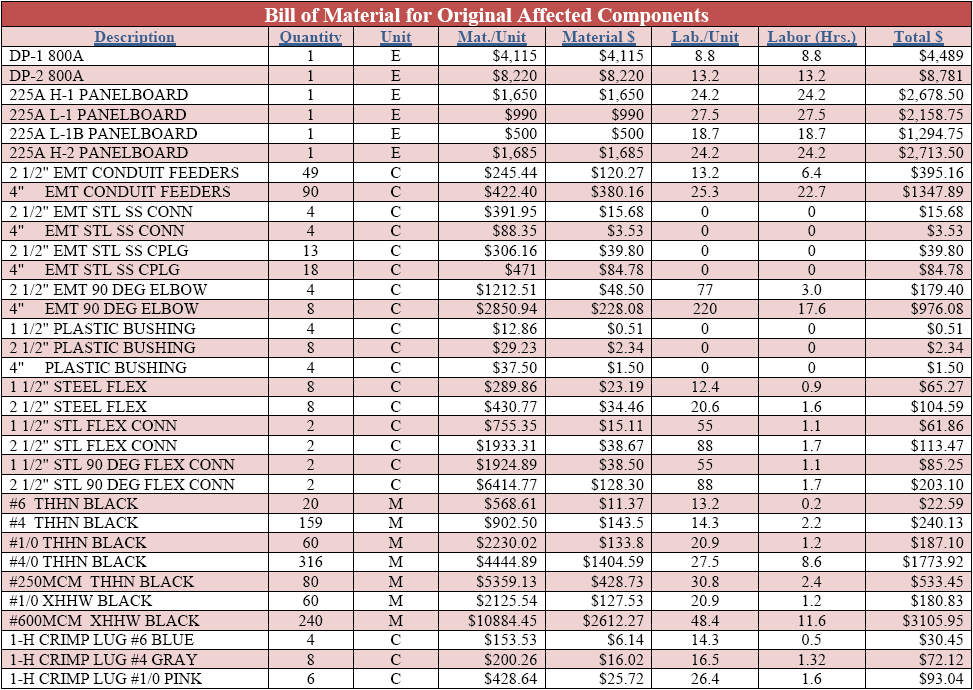 Bill of Material for Original Affected Components
Description Quantity Unit Mat./Unit Material $ Lab./Unit Labor (Hrs.) Total $
DP-1 800A 1 E $4,115 $4,115 8.8 8.8 $4,489
DP-2 800A 1 E $8,220 $8,220 13.2 13.2 $8,781
225A H-1 PANELBOARD 1 E $1,650 $1,650 24.2 24.2 $2,678.50
225A L-1 PANELBOARD 1 E $990 $990 27.5 27.5 $2,158.75
225A L-1B PANELBOARD 1 E $500 $500 18.7 18.7 $1,294.75
225A H-2 PANELBOARD 1 E $1,685 $1,685 24.2 24.2 $2,713.50
2 1/2" EMT CONDUIT FEEDERS 49 C $245.44 $120.27 13.2 6.4 $395.16
4" EMT CONDUIT FEEDERS 90 C $422.40 $380.16 25.3 22.7 $1347.89
2 1/2" EMT STL SS CONN 4 C $391.95 $15.68 0 0 $15.68
4" EMT STL SS CONN 4 C $88.35 $3.53 0 0 $3.53
2 1/2" EMT STL SS CPLG 13 C $306.16 $39.80 0 0 $39.80
4" EMT STL SS CPLG 18 C $471 $84.78 0 0 $84.78
2 1/2" EMT 90 DEG ELBOW 4 C $1212.51 $48.50 77 3.0 $179.40
4" EMT 90 DEG ELBOW 8 C $2850.94 $228.08 220 17.6 $976.08
1 1/2" PLASTIC BUSHING 4 C $12.86 $0.51 0 0 $0.51
2 1/2" PLASTIC BUSHING 8 C $29.23 $2.34 0 0 $2.34
4" PLASTIC BUSHING 4 C $37.50 $1.50 0 0 $1.50
1 1/2" STEEL FLEX 8 C $289.86 $23.19 12.4 0.9 $65.27
2 1/2" STEEL FLEX 8 C $430.77 $34.46 20.6 1.6 $104.59
1 1/2" STL FLEX CONN 2 C $755.35 $15.11 55 1.1 $61.86
2 1/2" STL FLEX CONN 2 C $1933.31 $38.67 88 1.7 $113.47
1 1/2" STL 90 DEG FLEX CONN 2 C $1924.89 $38.50 55 1.1 $85.25
2 1/2" STL 90 DEG FLEX CONN 2 C $6414.77 $128.30 88 1.7 $203.10
#6 THHN BLACK 20 M $568.61 $11.37 13.2 0.2 $22.59
#4 THHN BLACK 159 M $902.50 $143.5 14.3 2.2 $240.13
#1/0 THHN BLACK 60 M $2230.02 $133.8 20.9 1.2 $187.10
#4/0 THHN BLACK 316 M $4444.89 $1404.59 27.5 8.6 $1773.92
#250MCM THHN BLACK 80 M $5359.13 $428.73 30.8 2.4 $533.45
#1/0 XHHW BLACK 60 M $2125.54 $127.53 20.9 1.2 $180.83
#600MCM XHHW BLACK 240 M $10884.45 $2612.27 48.4 11.6 $3105.95
1-H CRIMP LUG #6 BLUE 4 C $153.53 $6.14 14.3 0.5 $30.45
1-H CRIMP LUG #4 GRAY 8 C $200.26 $16.02 16.5 1.32 $72.12
1-H CRIMP LUG #1/0 PINK 6 C $428.64 $25.72 26.4 1.6 $93.04